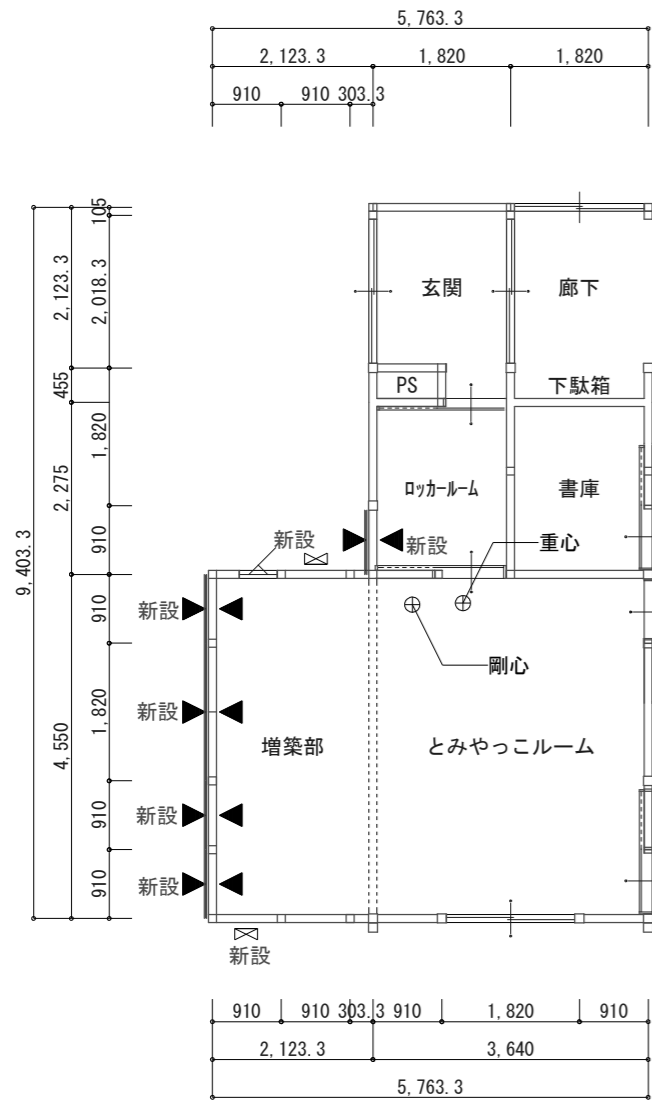 5,763.3
2,123.3 1,820 1,820
910 910 303.3
105
2,123.3 2,018.3
玄関 廊下
455
PS 下駄箱
1,820
2,275
ロッカールーム 書庫
910
新設 新設 重心
9,403.3
910
新設
剛心
新設
1,820
4,550
増築部 とみやっこルーム
910
新設
910
新設
新設
910 910 303.3 910 1,820 910
2,123.3 3,640
5,763.3